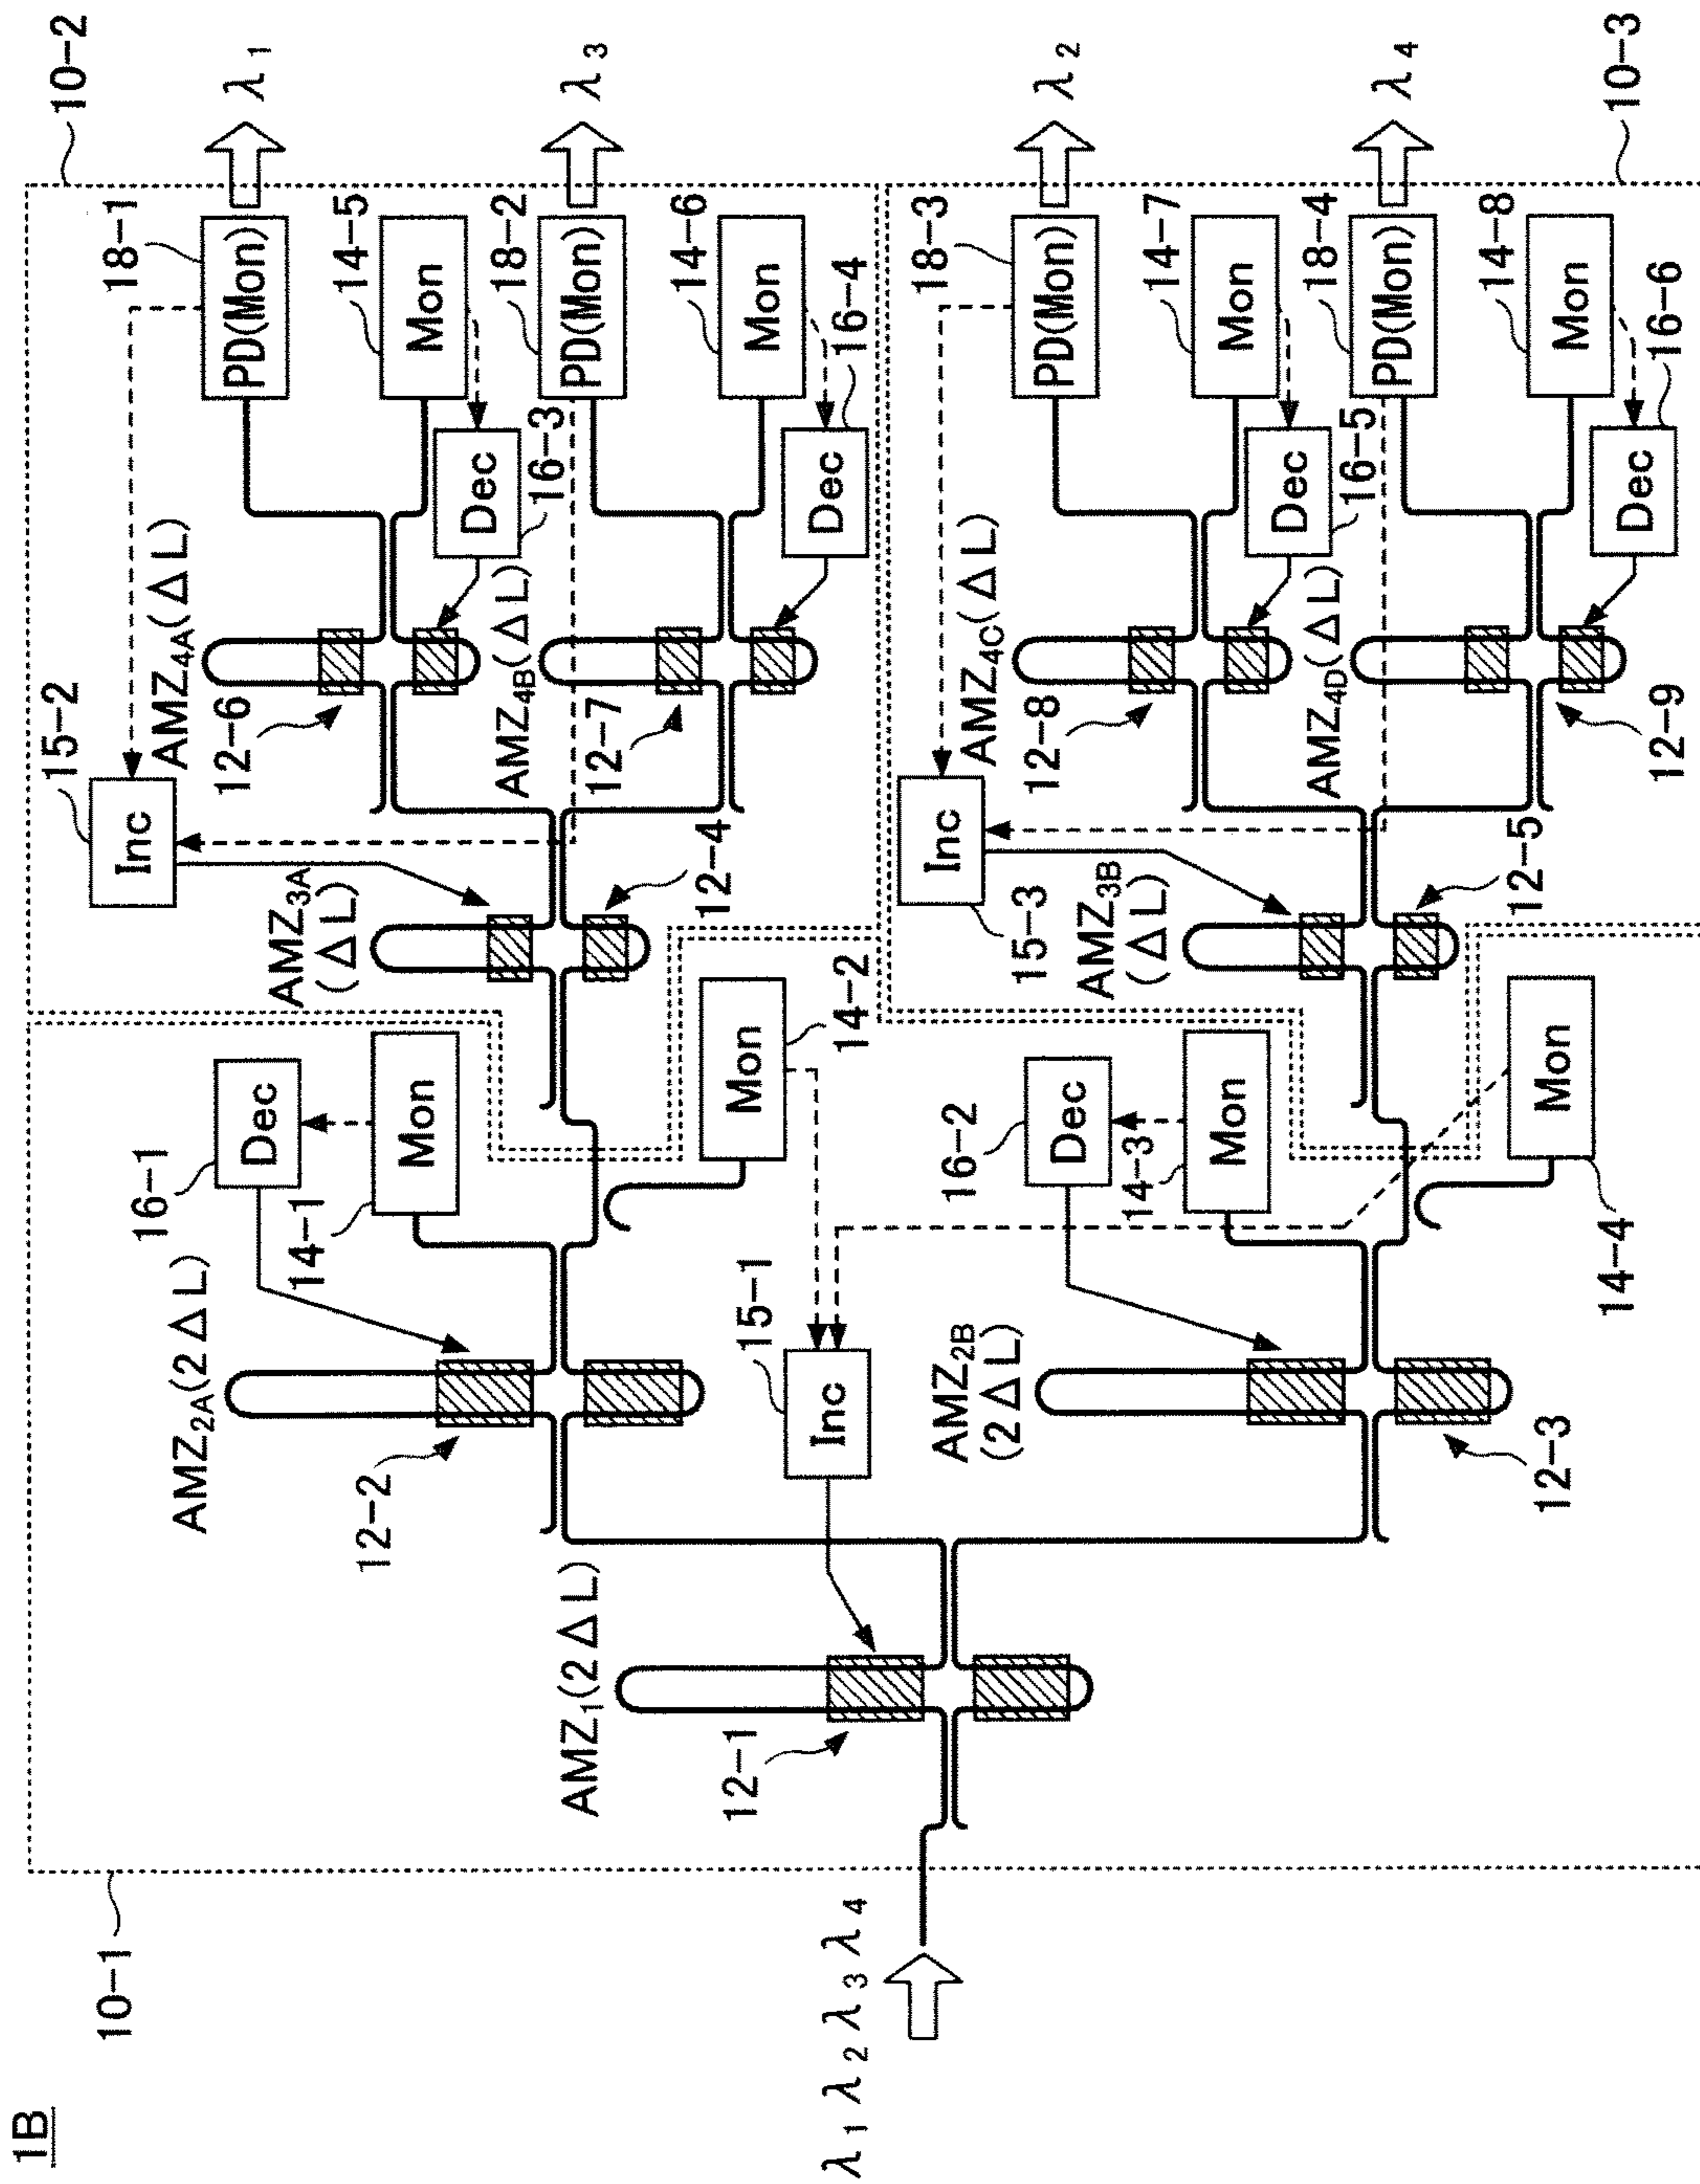 1B
10-1
10-2
10-3
λ1 λ2 λ3 λ4
AMZ1(2ΔL)
12-1
AMZ2A(2ΔL)
12-2
16-1
Dec
14-1
Mon
Mon
14-2
15-1
Inc
AMZ2B
(2ΔL)
12-3
16-2
Dec
14-3
Mon
Mon
14-4
AMZ3A
(ΔL)
12-4
15-2
Inc
AMZ4A(ΔL)
12-6
18-1
PD(Mon)
λ1
14-5
Mon
Dec
16-3
AMZ4B(ΔL)
12-7
18-2
PD(Mon)
λ3
14-6
Mon
Dec
16-4
AMZ3B
(ΔL)
12-5
15-3
Inc
AMZ4C(ΔL)
12-8
18-3
PD(Mon)
λ2
14-7
Mon
Dec
16-5
AMZ4D(ΔL)
12-9
18-4
PD(Mon)
λ4
14-8
Mon
Dec
16-6